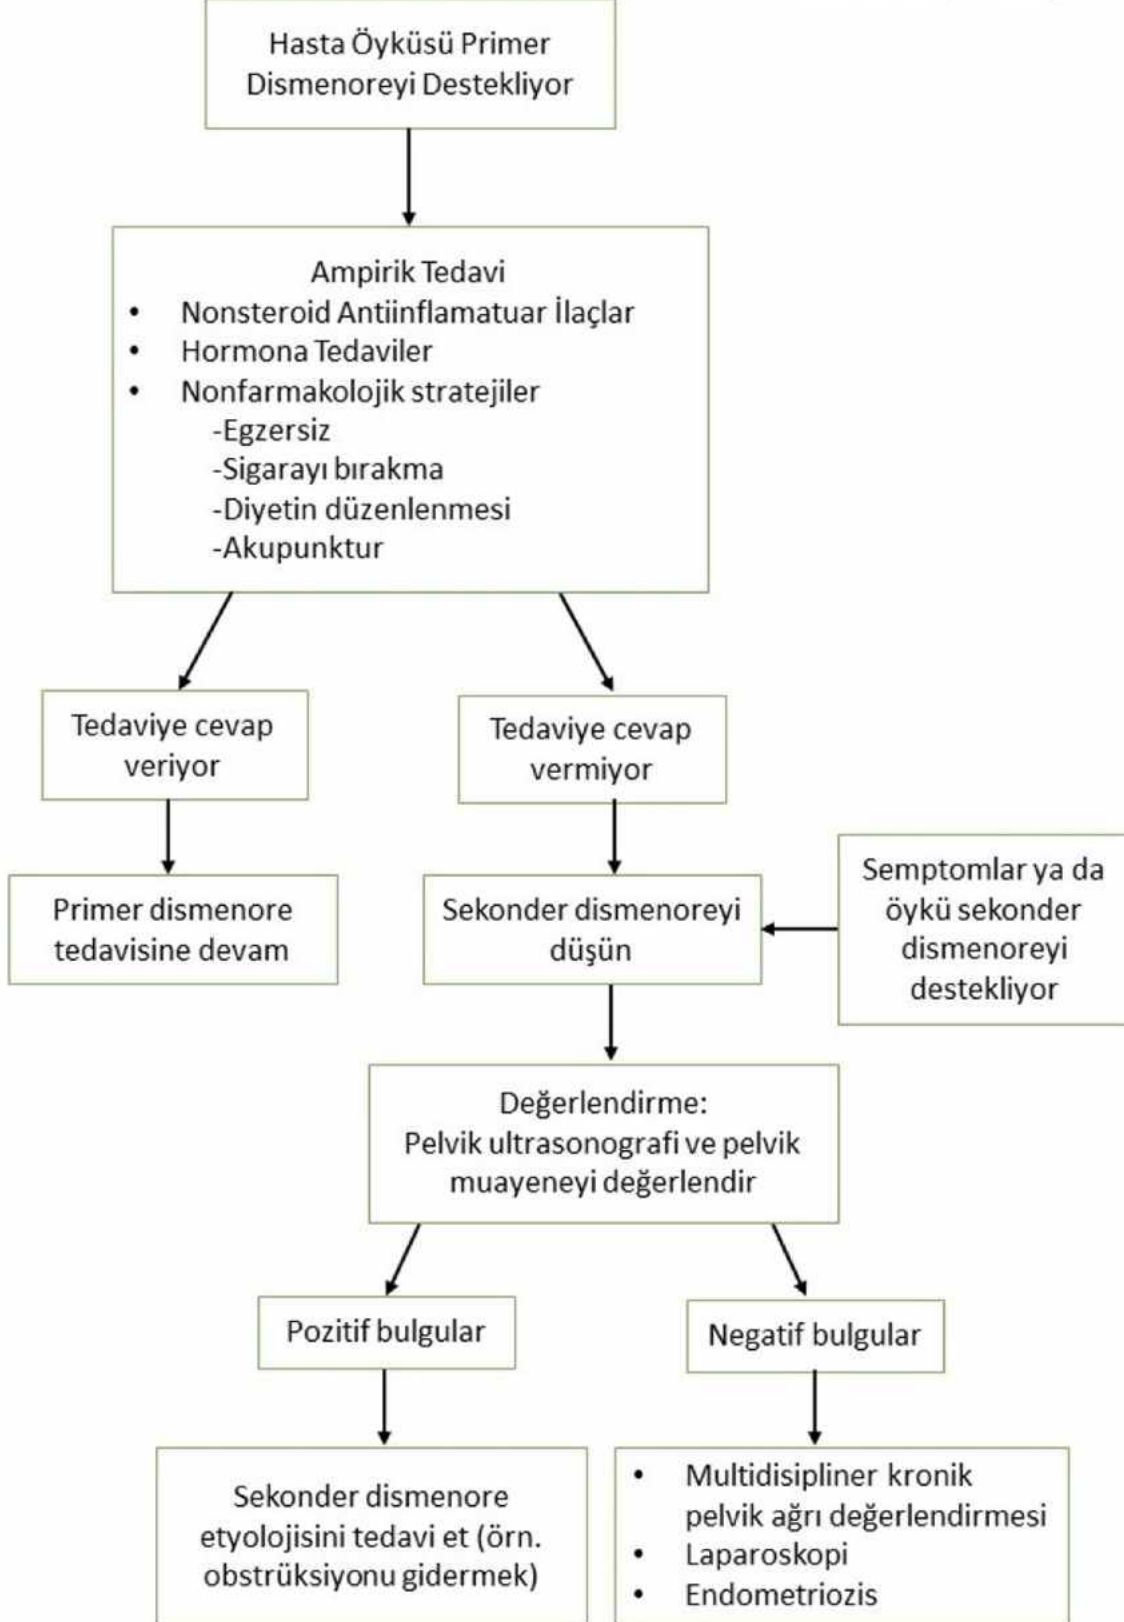 Hasta Öyküsü Primer
Dismenoreyi Destekliyor
Ampirik Tedavi
• Nonsteroid Antiinflamatuar İlaçlar
• Hormona Tedaviler
• Nonfarmakolojik stratejiler
-Egzersiz
-Sigarayı bırakma
-Diyetin düzenlenmesi
-Akupunktur
Tedaviye cevap
veriyor
Tedaviye cevap
vermiyor
Primer dismenore
tedavisine devam
Sekonder dismenoreyi
düşün
Semptomlar ya da
öykü sekonder
dismenoreyi
destekliyor
Değerlendirme:
Pelvik ultrasonografi ve pelvik
muayeneyi değerlendir
Pozitif bulgular
Negatif bulgular
Sekonder dismenore
etyolojisini tedavi et (örn.
obstrüksiyonu gidermek)
• Multidisipliner kronik
pelvik ağrı değerlendirmesi
• Laparoskopi
• Endometriozis